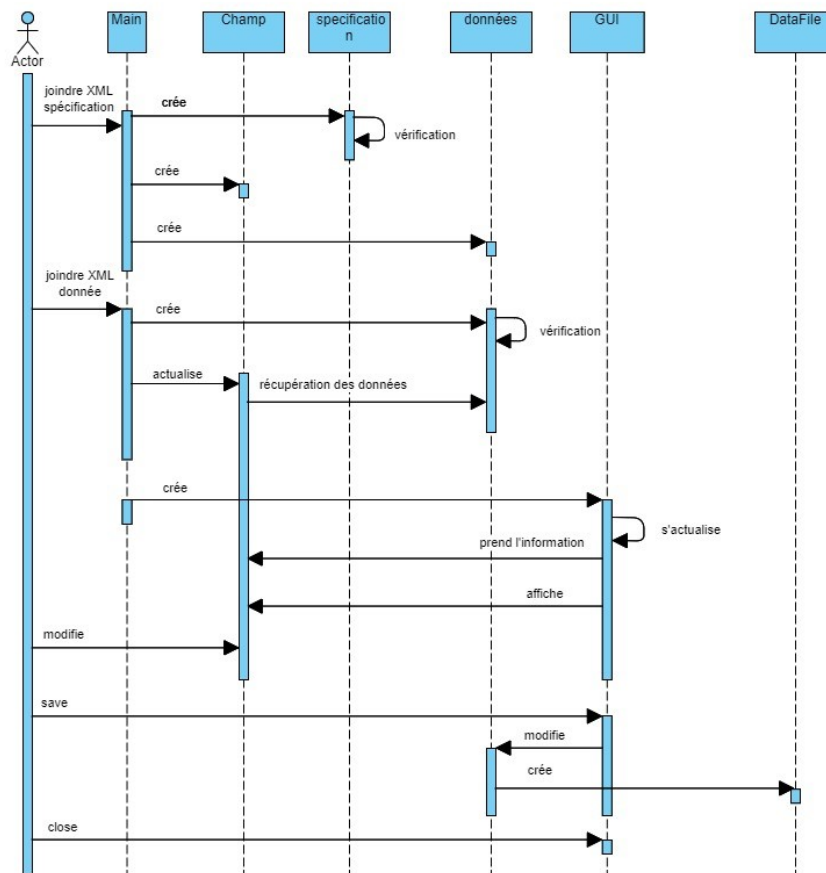 Main
Champ
specificatio
n
données
GUI
DataFile
Actor
joindre XML
spécification
crée
vérification
crée
crée
joindre XML
donnée
crée
vérification
actualise
récupération des données
crée
s'actualise
prend l'information
affiche
modifie
save
modifie
crée
close